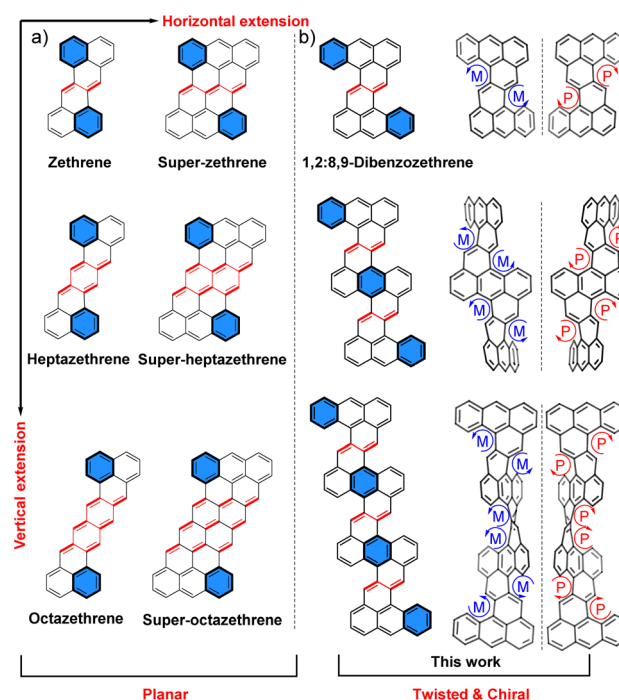 Horizontal extension
a)
b)
M
M
P
P
Zethrene
Super-zethrene
1,2:8,9-Dibenzozethrene
M
M
M
M
P
P
P
P
Heptazethrene
Super-heptazethrene
Vertical extension
M
M
M
M
M
M
P
P
P
P
P
P
Octazethrene
Super-octazethrene
This work
Planar
Twisted & Chiral